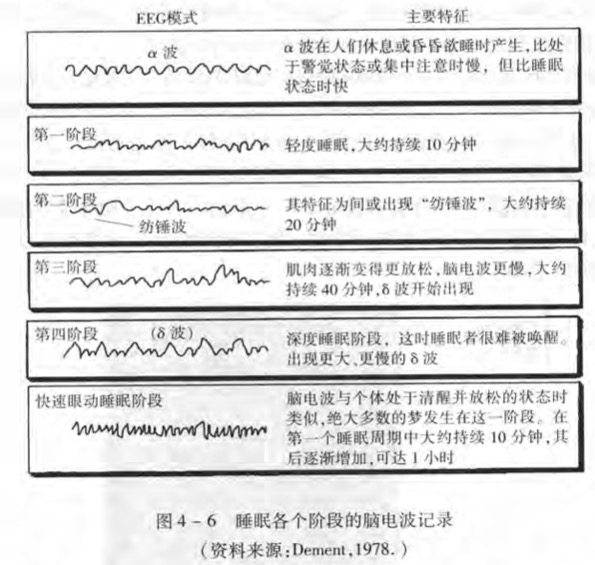 EEG模式 主要特征
α 波
α 波在人们休息或昏昏欲睡时产生,比处
于警觉状态或集中注意时慢,但比睡眠
状态时快
第一阶段
轻度睡眠,大约持续 10 分钟
第二阶段
纺锤波
其特征为间或出现“纺锤波”,大约持续
20 分钟
第三阶段
肌肉逐渐变得更放松,脑电波更慢,大约
持续 40 分钟,δ 波开始出现
第四阶段 (δ 波)
深度睡眠阶段,这时睡眠者很难被唤醒。
出现更大、更慢的 δ 波
快速眼动睡眠阶段
脑电波与个体处于清醒并放松的状态时
类似,绝大多数的梦发生在这一阶段。在
第一个睡眠周期中大约持续 10 分钟,其
后逐渐增加,可达 1 小时
图 4 - 6 睡眠各个阶段的脑电波记录
(资料来源:Dement,1978.)